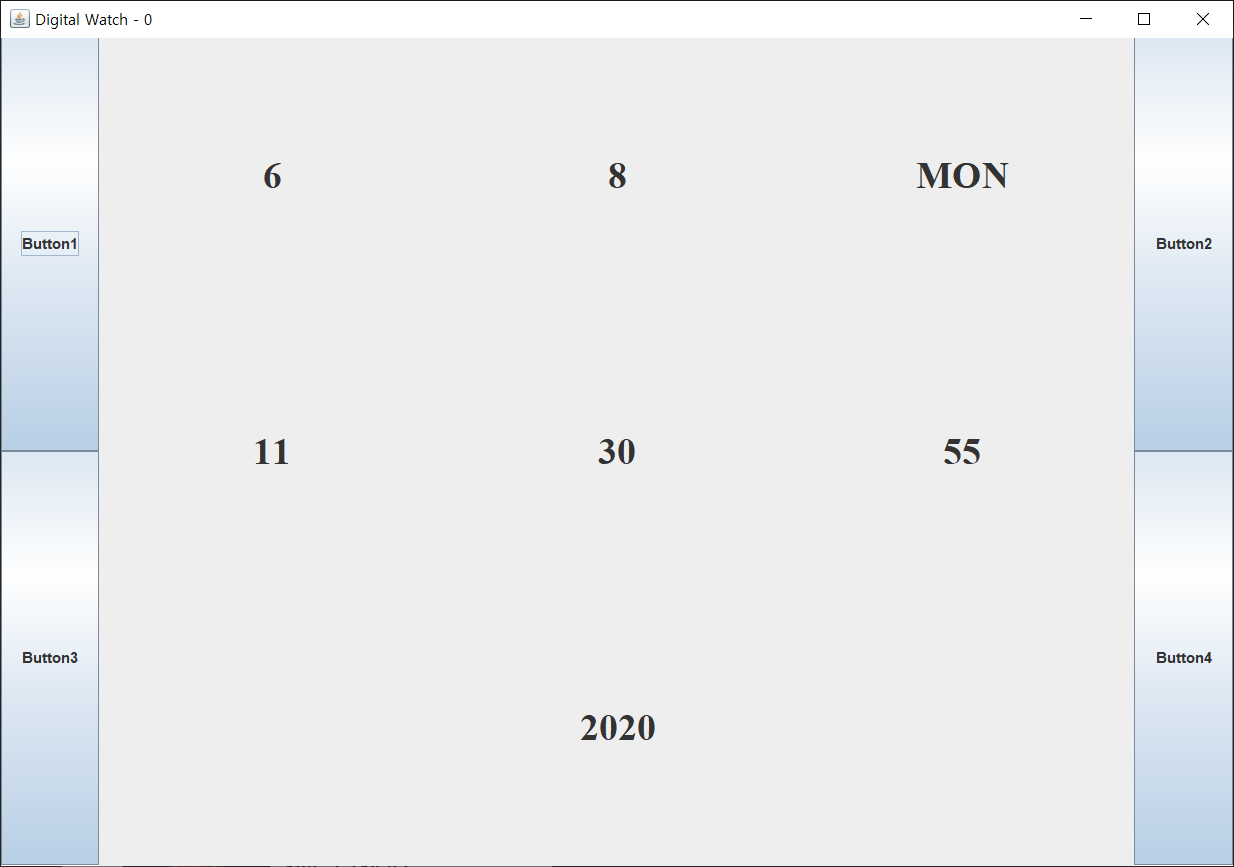 Digital Watch - 0
6 8 MON
Button1 Button2
11 30 55
Button3 Button4
2020